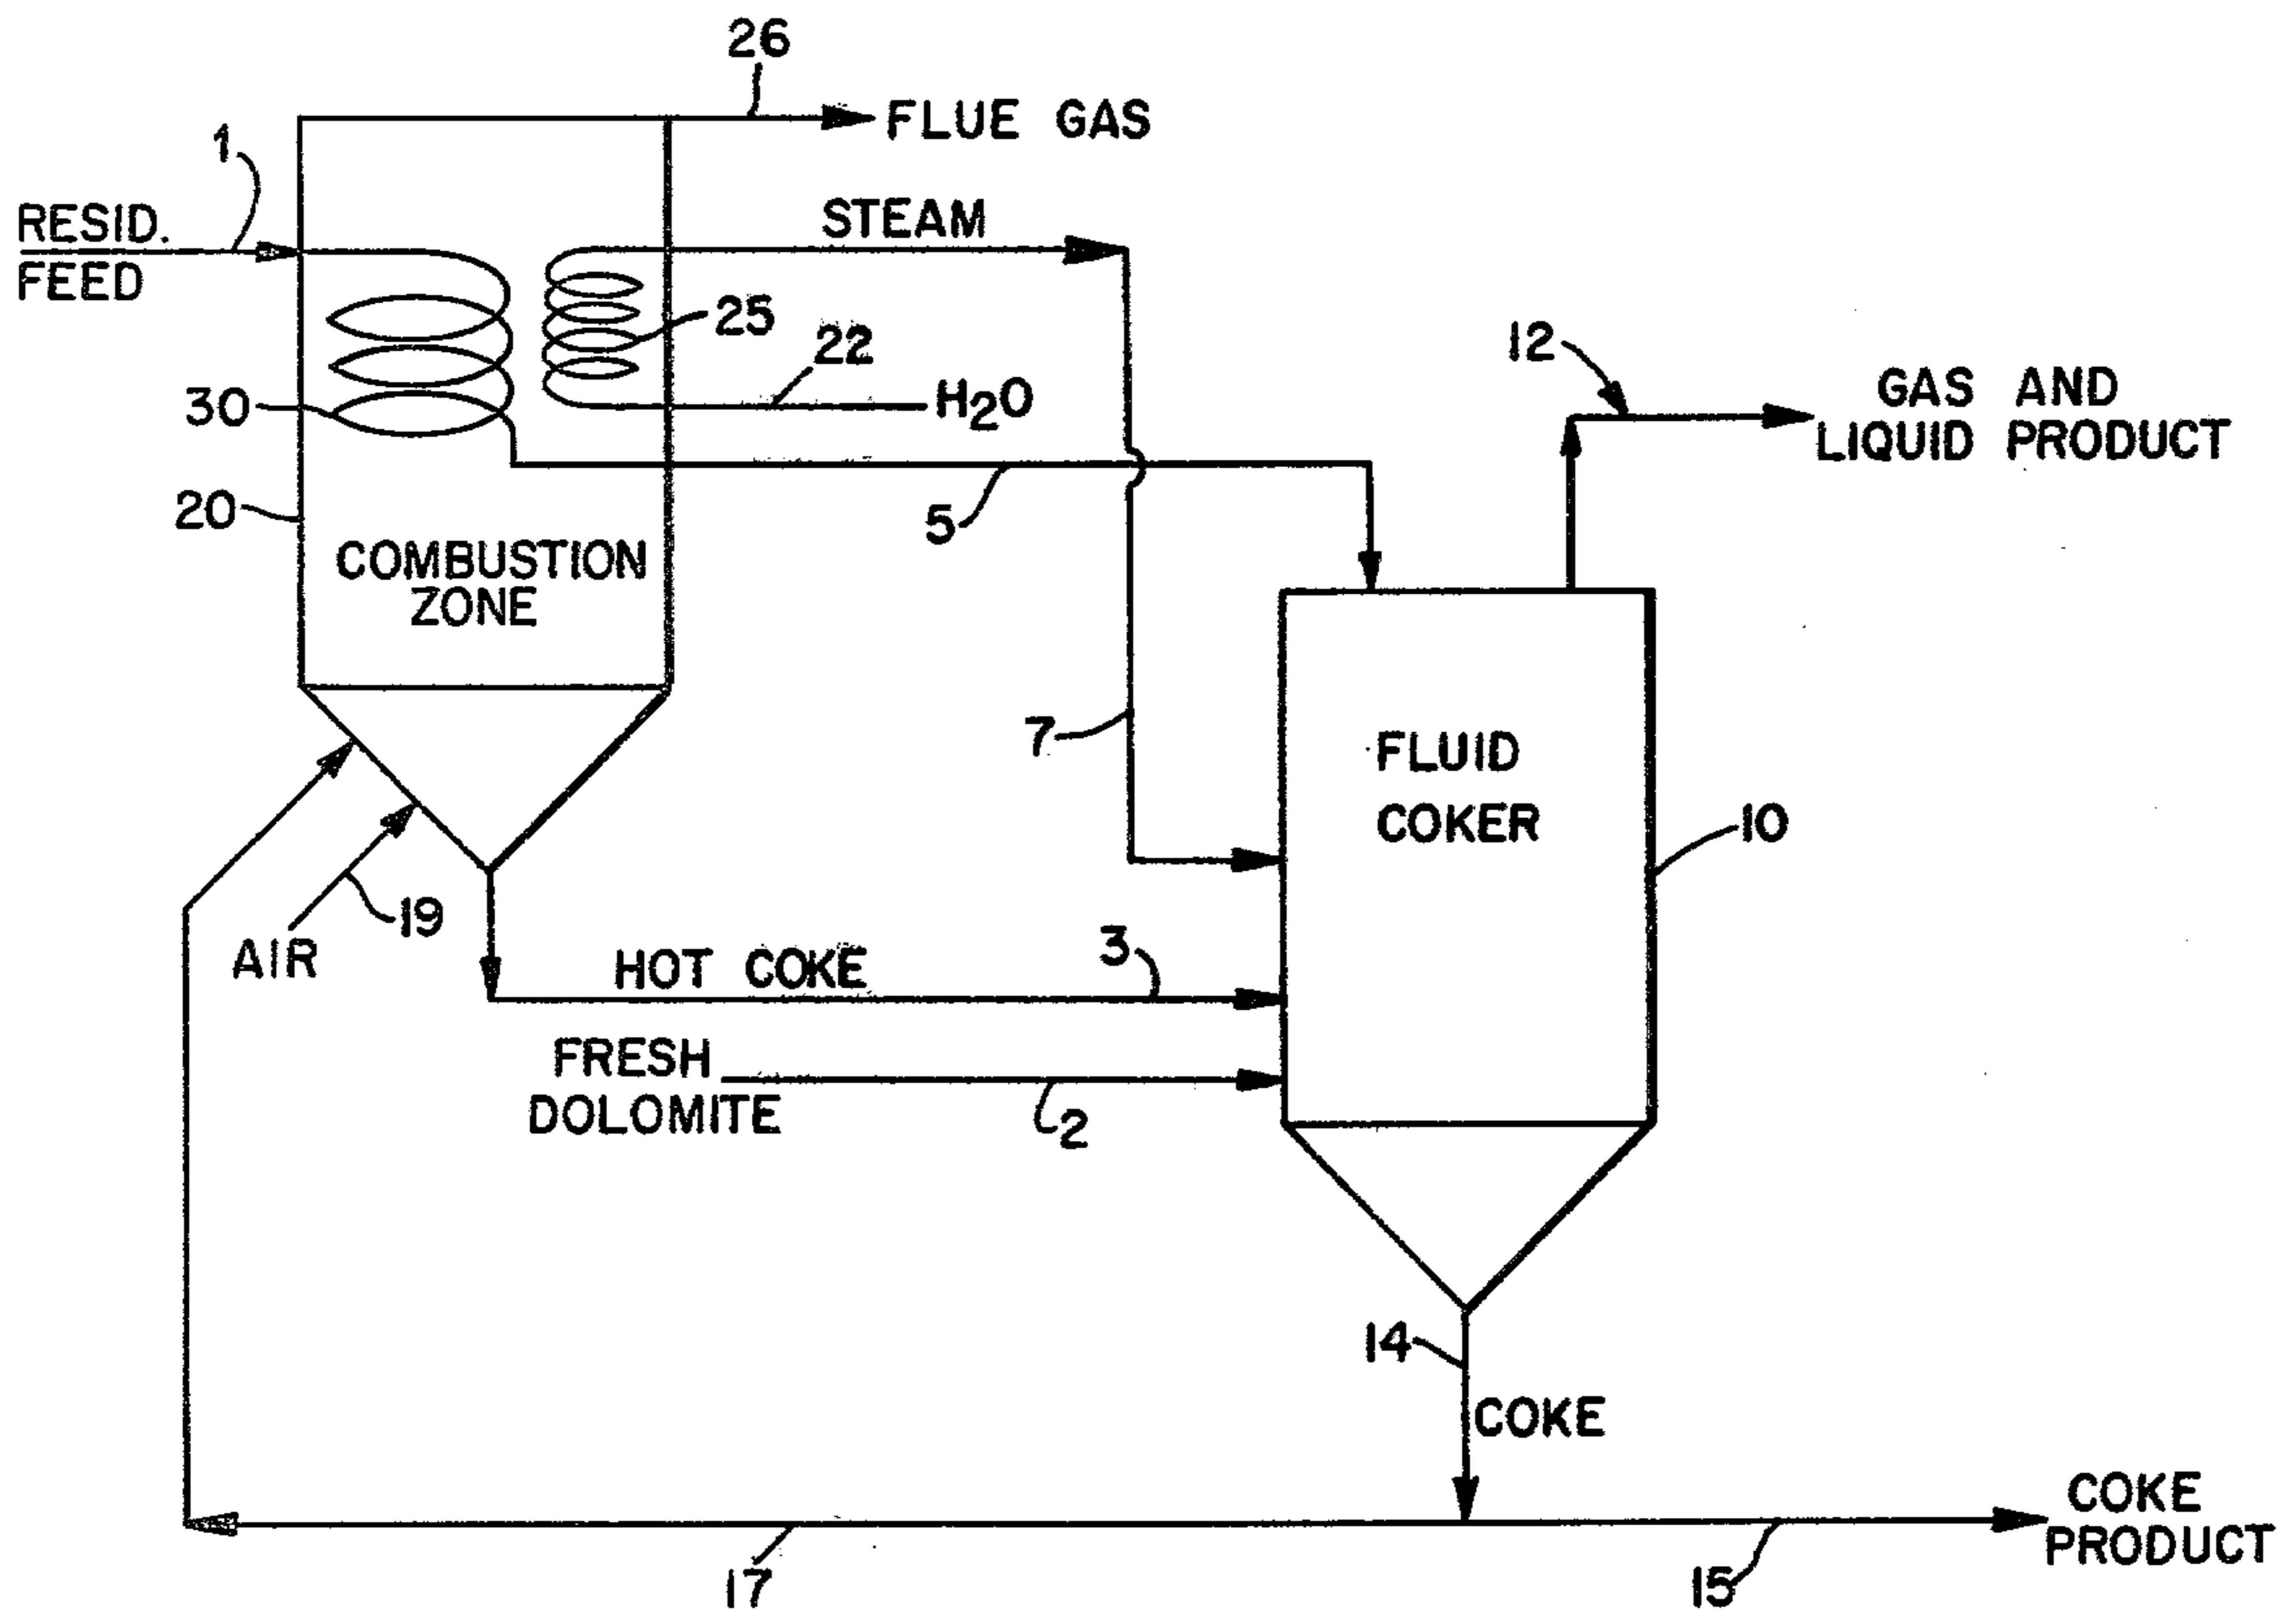 26
FLUE GAS
1
RESID.
FEED
STEAM
25
22
H2O
30
12
GAS AND
LIQUID PRODUCT
20
5
COMBUSTION
ZONE
7
FLUID
COKER
10
19
AIR
HOT COKE
3
FRESH
DOLOMITE
2
14
COKE
COKE
PRODUCT
17
15